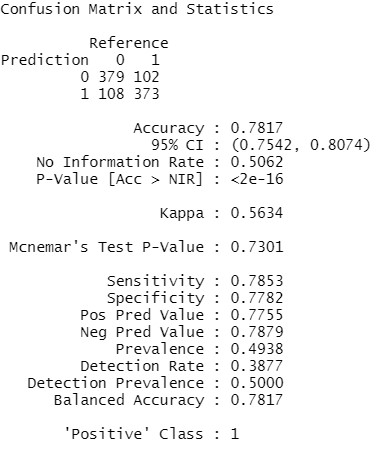 Confusion Matrix and Statistics
Reference
Prediction 0 1
0 379 102
1 108 373
Accuracy : 0.7817
95% CI : (0.7542, 0.8074)
No Information Rate : 0.5062
P-Value [Acc > NIR] : <2e-16
Kappa : 0.5634
Mcnemar's Test P-Value : 0.7301
Sensitivity : 0.7853
Specificity : 0.7782
Pos Pred Value : 0.7755
Neg Pred Value : 0.7879
Prevalence : 0.4938
Detection Rate : 0.3877
Detection Prevalence : 0.5000
Balanced Accuracy : 0.7817
'Positive' Class : 1